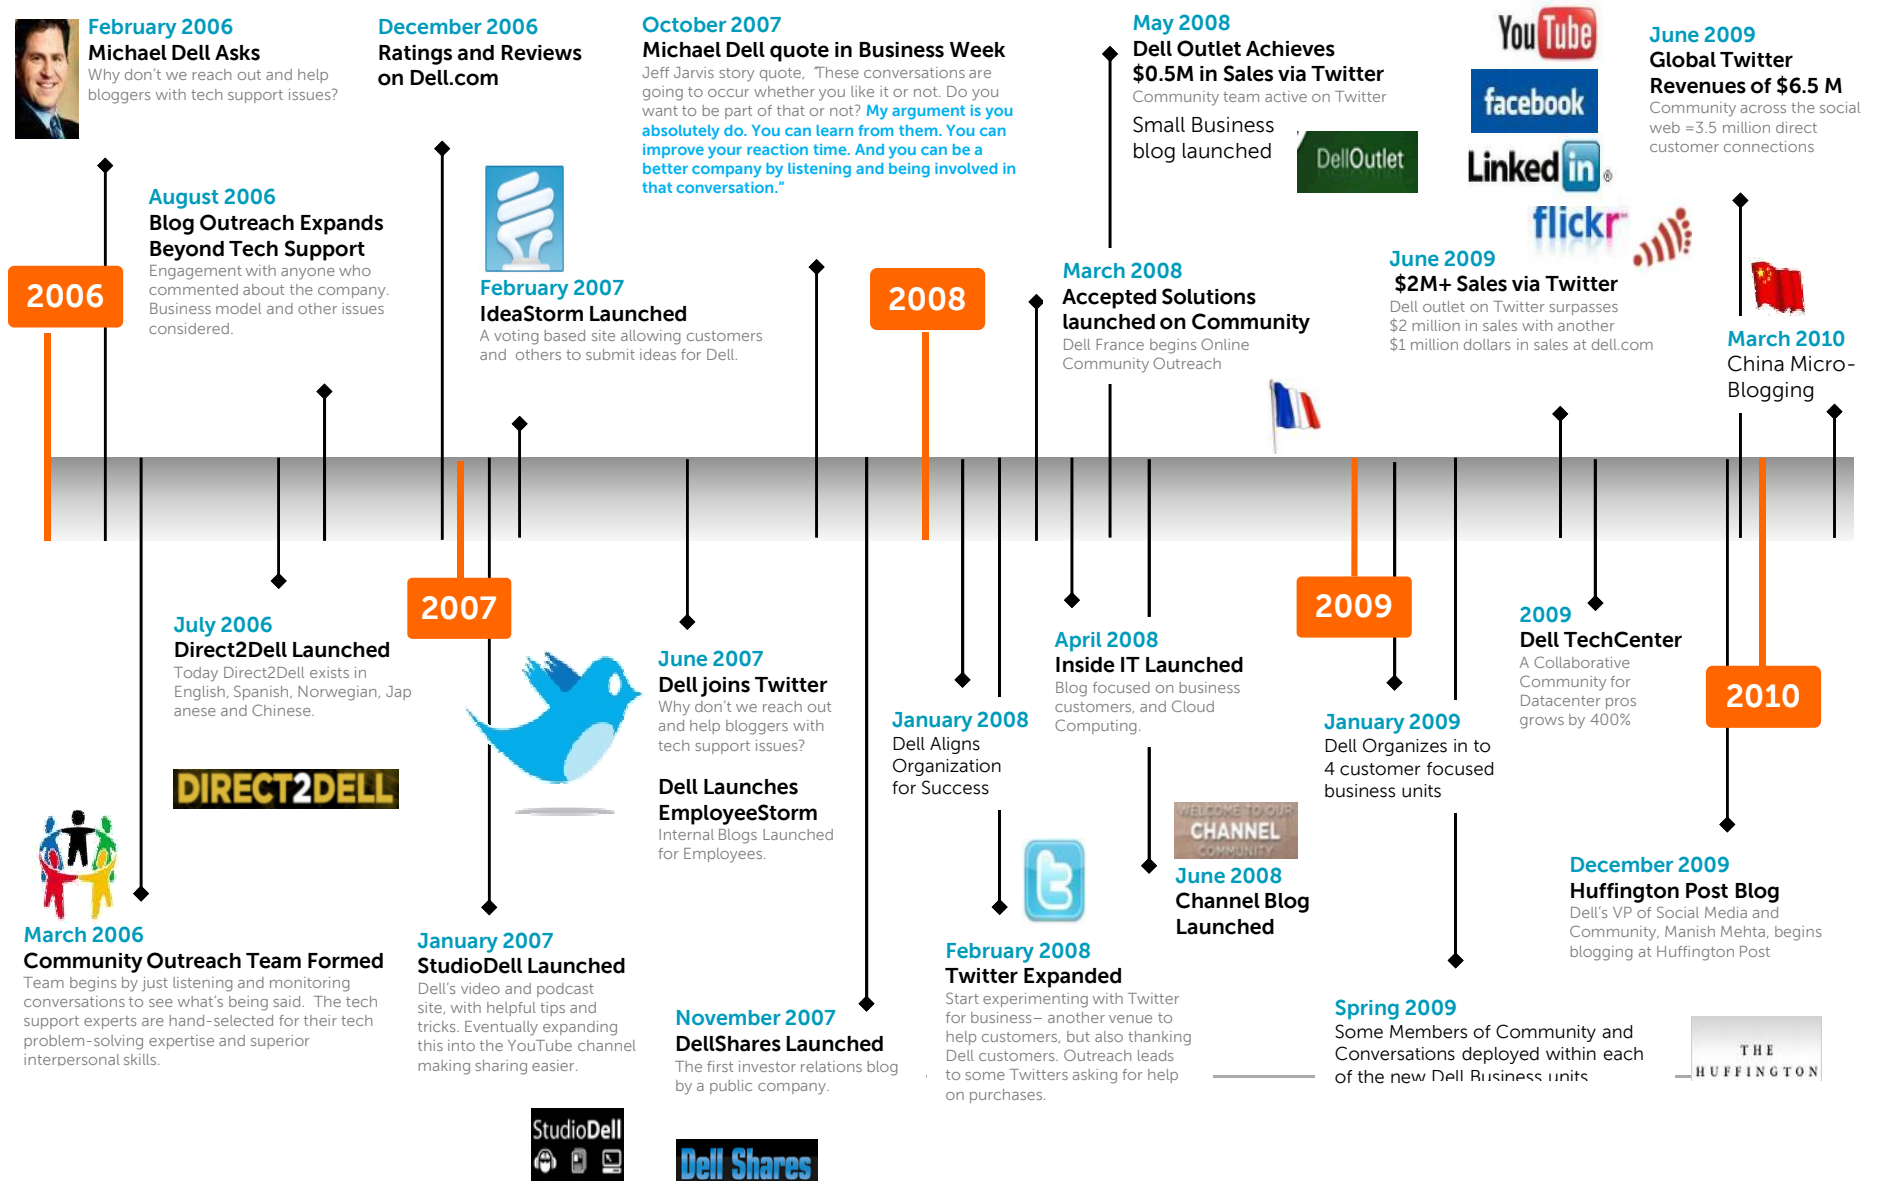 February 2006
Michael Dell Asks
Why don't we reach out and help
bloggers with tech support issues?
December 2006
Ratings and Reviews
on Dell.com
October 2007
Michael Dell quote in Business Week
Jeff Jarvis story quote, "These conversations are
going to occur whether you like it or not. Do you
want to be part of that or not? My argument is you
absolutely do. You can learn from them. You can
improve your reaction time. And you can be a
better company by listening and being involved in
that conversation."
May 2008
Dell Outlet Achieves
$0.5M in Sales via Twitter
Community team active on Twitter
Small Business
blog launched
DellOutlet
You Tube
facebook
Linked in ®
flickr
June 2009
Global Twitter
Revenues of $6.5 M
Community across the social
web =3.5 million direct
customer connections
August 2006
Blog Outreach Expands
Beyond Tech Support
Engagement with anyone who
commented about the company.
Business model and other issues
considered.
2006
February 2007
IdeaStorm Launched
A voting based site allowing customers
and others to submit ideas for Dell.
2008
March 2008
Accepted Solutions
launched on Community
Dell France begins Online
Community Outreach
June 2009
$2M+ Sales via Twitter
Dell outlet on Twitter surpasses
$2 million in sales with another
$1 million dollars in sales at dell.com
March 2010
China Micro-
Blogging
July 2006
Direct2Dell Launched
Today Direct2Dell exists in
English, Spanish, Norwegian, Jap
anese and Chinese.
DIRECT2DELL
2007
June 2007
Dell joins Twitter
Why don't we reach out
and help bloggers with
tech support issues?
Dell Launches
EmployeeStorm
Internal Blogs Launched
for Employees.
January 2008
Dell Aligns
Organization
for Success
April 2008
Inside IT Launched
Blog focused on business
customers, and Cloud
Computing.
2009
January 2009
Dell Organizes in to
4 customer focused
business units
2009
Dell TechCenter
A Collaborative
Community for
Datacenter pros
grows by 400%
2010
WELCOME TO OUR
CHANNEL
COMMUNITY
June 2008
Channel Blog
Launched
December 2009
Huffington Post Blog
Dell's VP of Social Media and
Community, Manish Mehta, begins
blogging at Huffington Post
March 2006
Community Outreach Team Formed
Team begins by just listening and monitoring
conversations to see what's being said. The tech
support experts are hand-selected for their tech
problem-solving expertise and superior
interpersonal skills.
January 2007
StudioDell Launched
Dell's video and podcast
site, with helpful tips and
tricks. Eventually expanding
this into the YouTube channel
making sharing easier.
StudioDell
November 2007
DellShares Launched
The first investor relations blog
by a public company.
Dell Shares
t
February 2008
Twitter Expanded
Start experimenting with Twitter
for business– another venue to
help customers, but also thanking
Dell customers. Outreach leads
to some Twitters asking for help
on purchases.
Spring 2009
Some Members of Community and
Conversations deployed within each
of the new Dell Business units
THE
HUFFINGTON